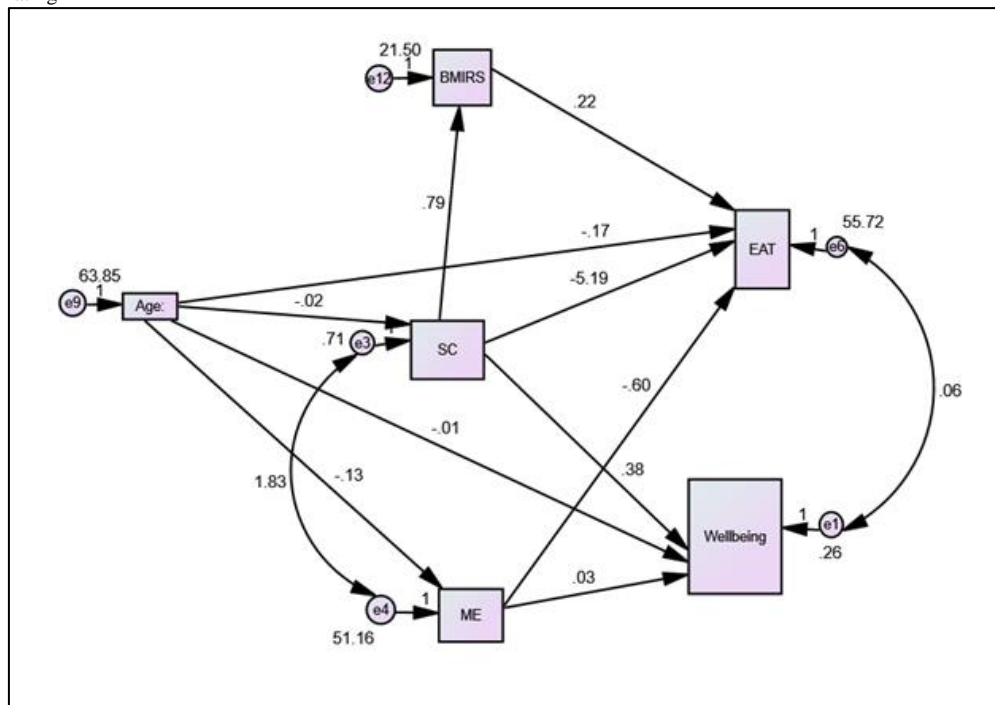 21.50
e12
1
BMIRS
.22
.79
-.17
EAT
1
e6
55.72
-5.19
63.85
e9
1
Age:
-.02
.71
e3
1
SC
-.60
.06
-.01
.38
1.83
-.13
Wellbeing
1
e1
.26
.03
e4
1
ME
51.16